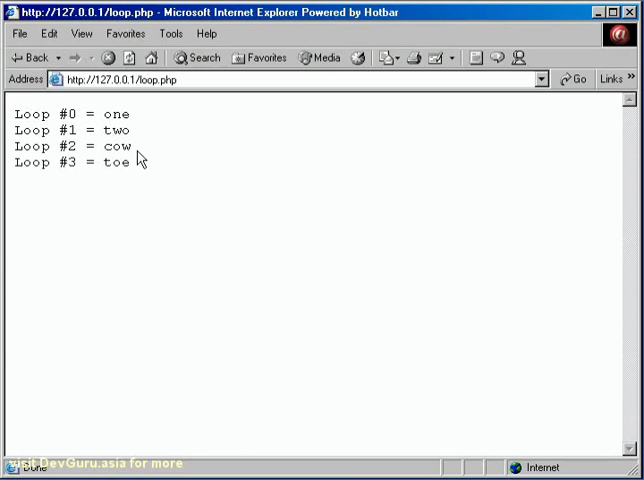 http://127.0.0.1/loop.php - Microsoft Internet Explorer Powered by Hotbar
File Edit View Favorites Tools Help
Back Search Favorites Media
Address http://127.0.0.1/loop.php Go Links »
Loop #0 = one
Loop #1 = two
Loop #2 = cow
Loop #3 = toe
visit DevGuru.asia for more
Done Internet